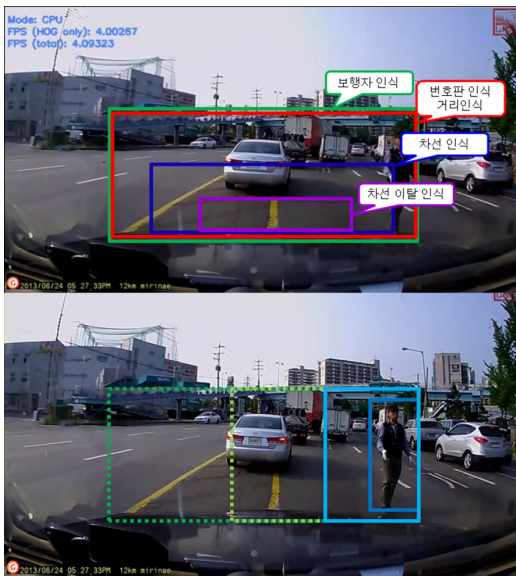 Mode: CPU
FPS (HOG only): 4.00267
FPS (total): 4.09323
보행자 인식
번호판 인식
거리인식
차선 인식
차선 이탈 인식
2013/06/24 05 27,33PM 12km mirinae
2013/06/24 05 27,33PM 12km mirinae